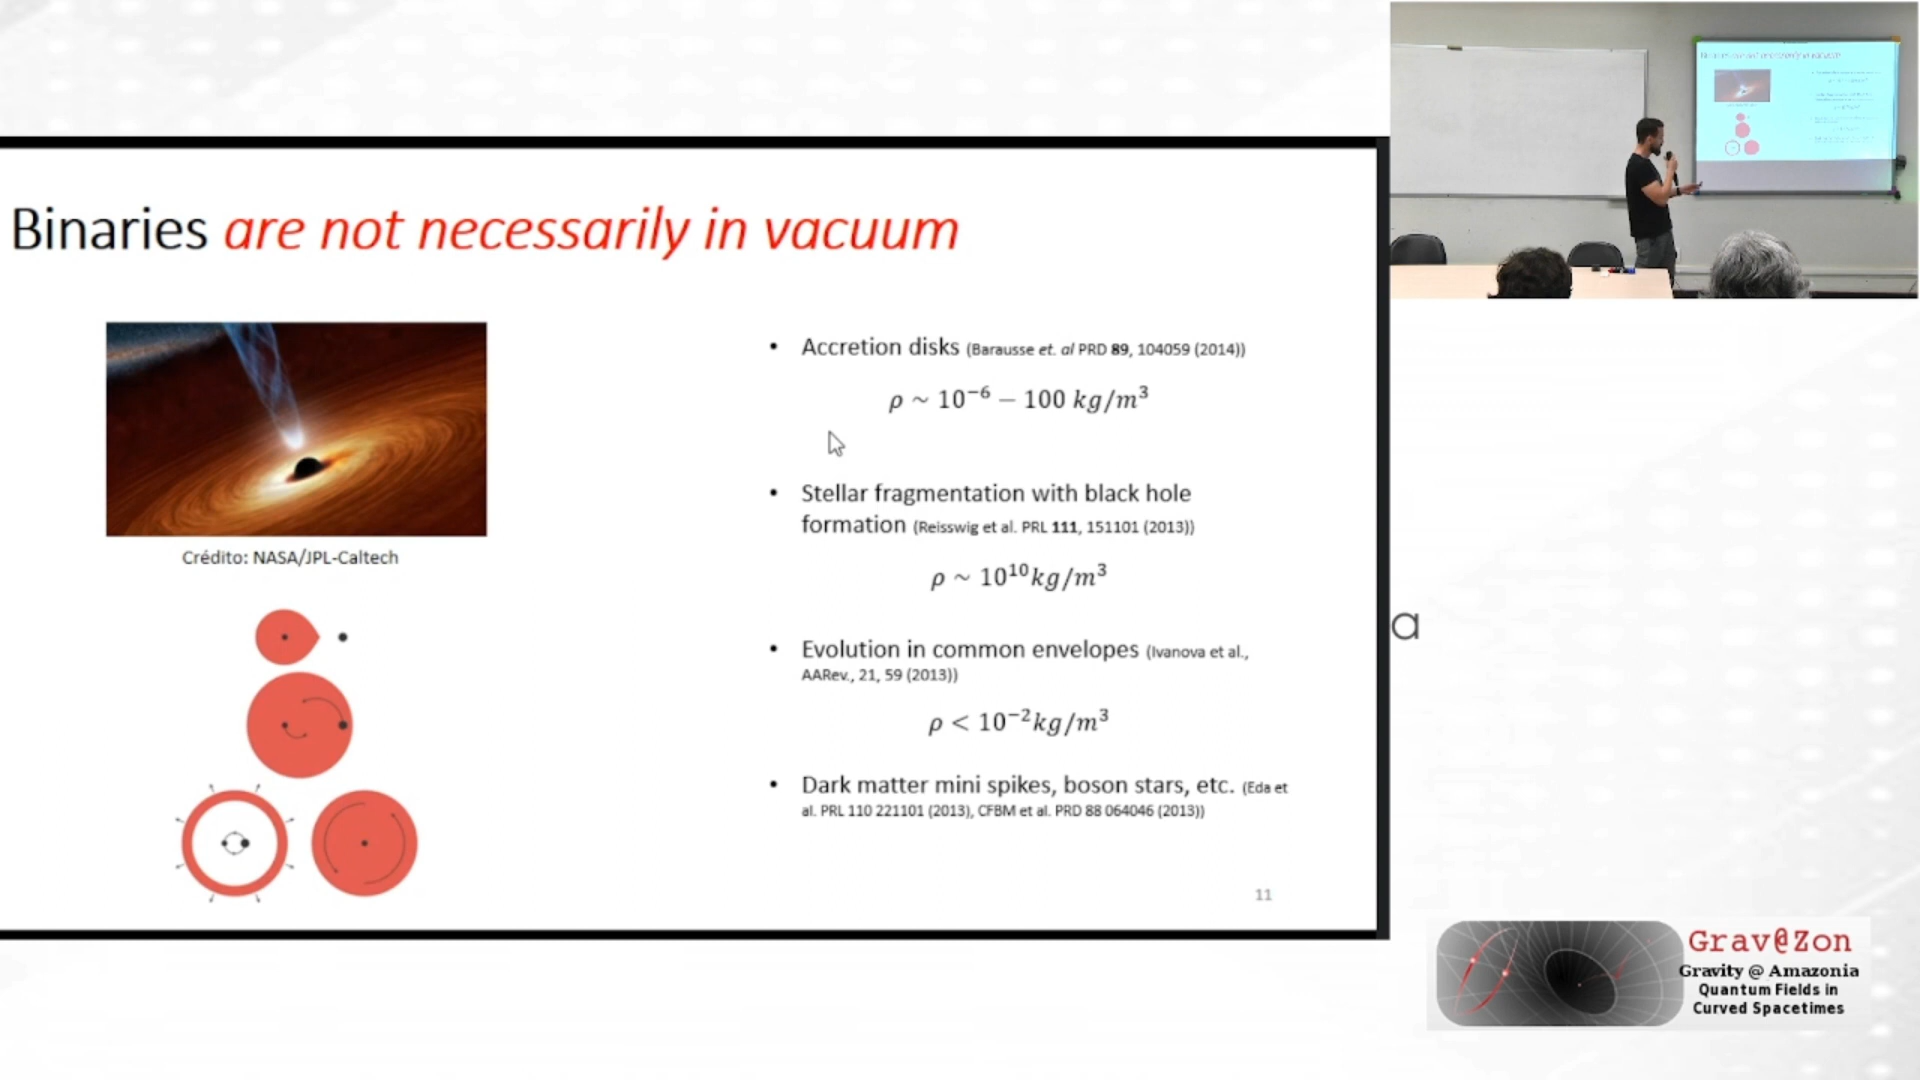 Binaries are not necessarily in vacuum
Crédito: NASA/JPL-Caltech
• Accretion disks (Barausse et. al PRD 89, 104059 (2014))
ρ ~ 10⁻⁶ – 100 kg/m³
• Stellar fragmentation with black hole
formation (Reisswig et al. PRL 111, 151101 (2013))
ρ ~ 10¹⁰kg/m³
• Evolution in common envelopes (Ivanova et al.,
AARev., 21, 59 (2013))
ρ < 10⁻²kg/m³
• Dark matter mini spikes, boson stars, etc. (Eda et
al. PRL 110 221101 (2013), CFBM et al. PRD 88 064046 (2013))
11
a
Grav@Zon
Gravity @ Amazonia
Quantum Fields in
Curved Spacetimes